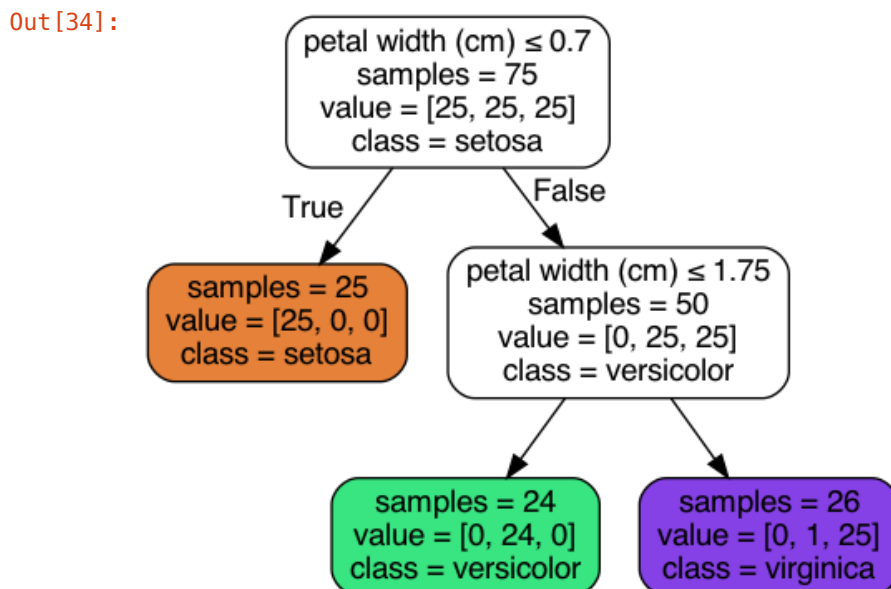 Out[34]:
petal width (cm) ≤ 0.7
samples = 75
value = [25, 25, 25]
class = setosa
True
False
samples = 25
value = [25, 0, 0]
class = setosa
petal width (cm) ≤ 1.75
samples = 50
value = [0, 25, 25]
class = versicolor
samples = 24
value = [0, 24, 0]
class = versicolor
samples = 26
value = [0, 1, 25]
class = virginica